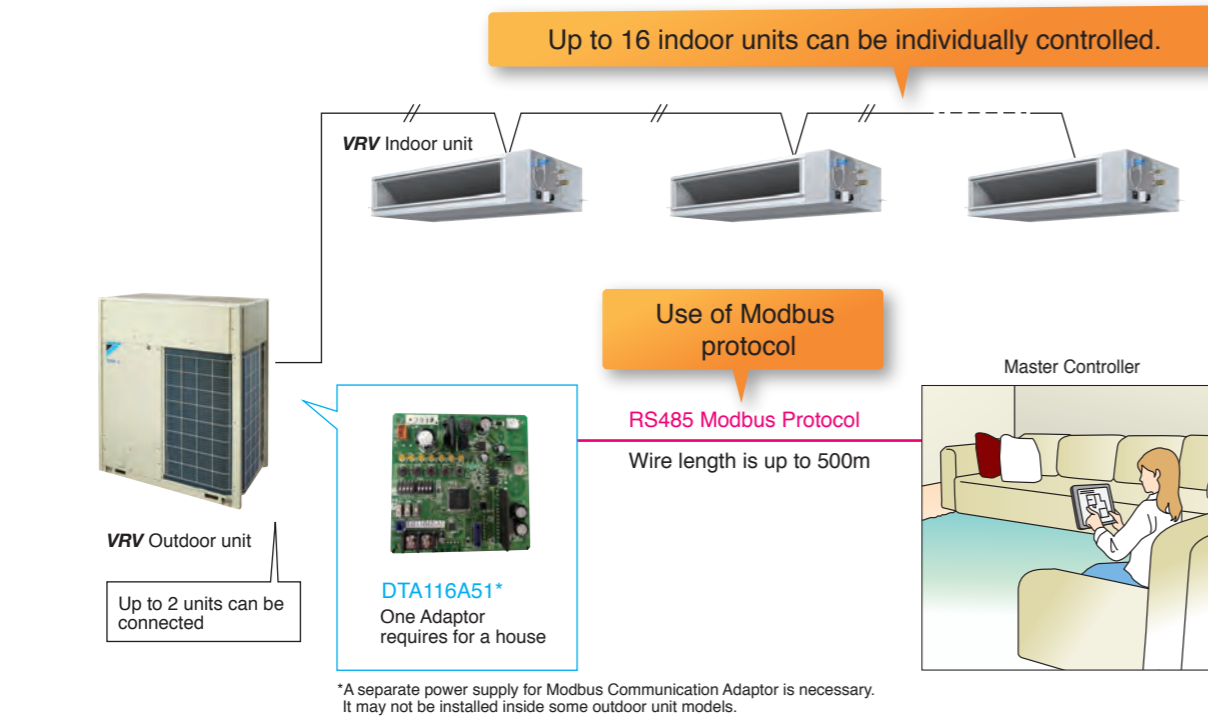 Up to 16 indoor units can be individually controlled.
VRV Indoor unit
Use of Modbus
protocol
Master Controller
RS485 Modbus Protocol
Wire length is up to 500m
VRV Outdoor unit
Up to 2 units can be
connected
DTA116A51*
One Adaptor
requires for a house
*A separate power supply for Modbus Communication Adaptor is necessary.
It may not be installed inside some outdoor unit models.